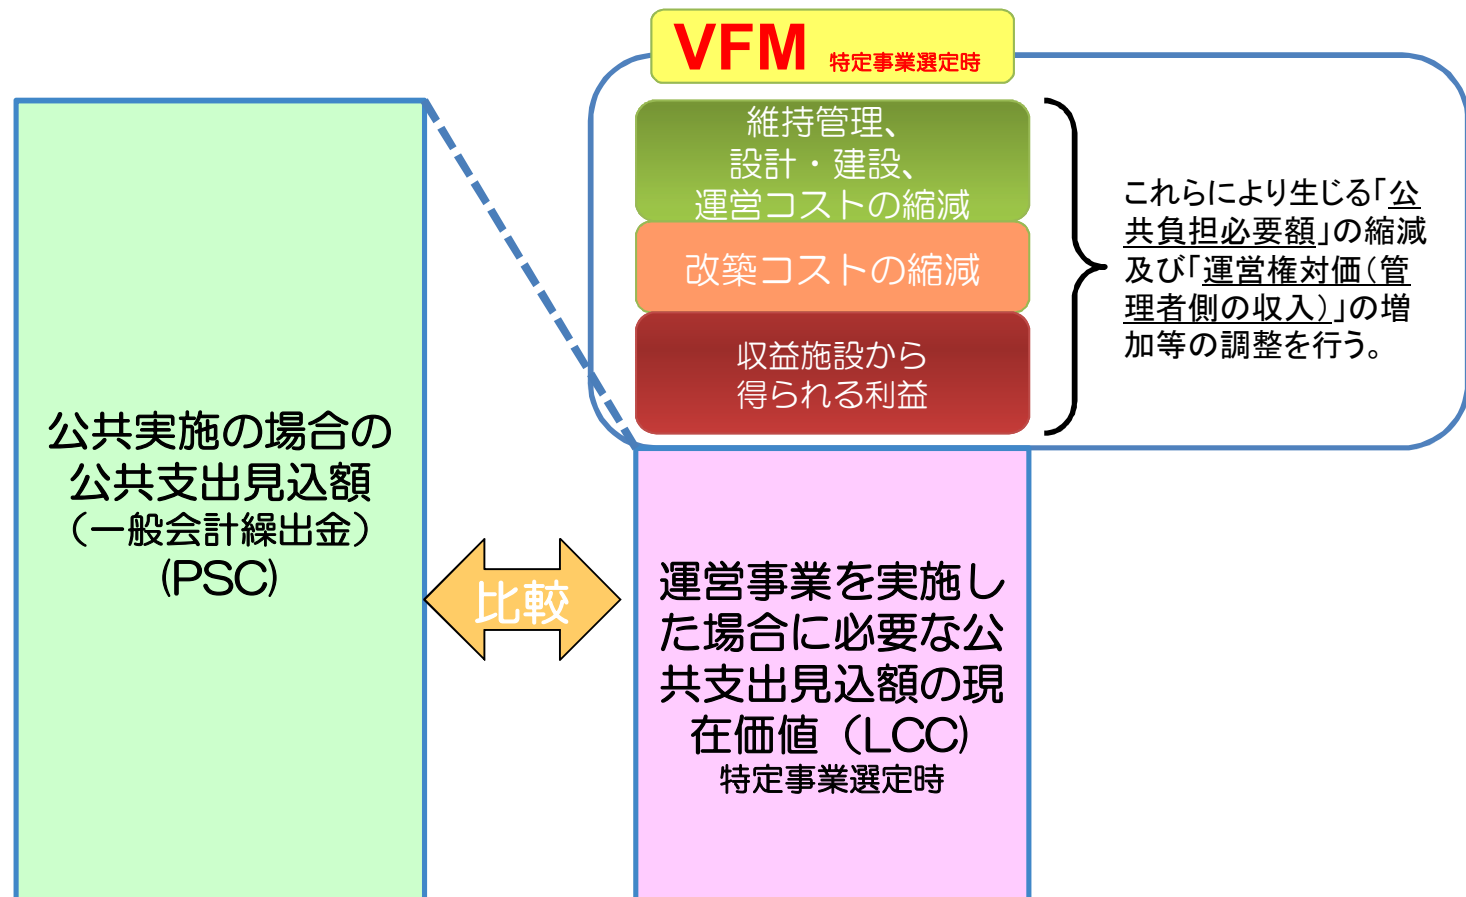 VFM 特定事業選定時
維持管理、
設計・建設、
運営コストの縮減
改築コストの縮減
収益施設から
得られる利益
これらにより生じる「公
共負担必要額」の縮減
及び「運営権対価(管
理者側の収入)」の増
加等の調整を行う。
公共実施の場合の
公共支出見込額
（一般会計繰出金）
(PSC)
比較
運営事業を実施し
た場合に必要な公
共支出見込額の現
在価値（LCC)
特定事業選定時